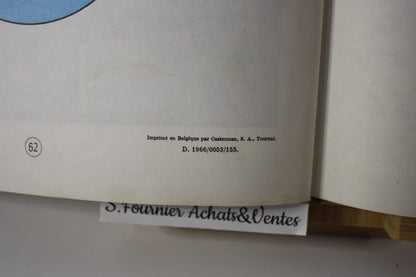 Imprimé en Belgique par Casterman, S. A., Tournai.
D. 1966/0053/155.
62
S.Fournier Achats&Ventes